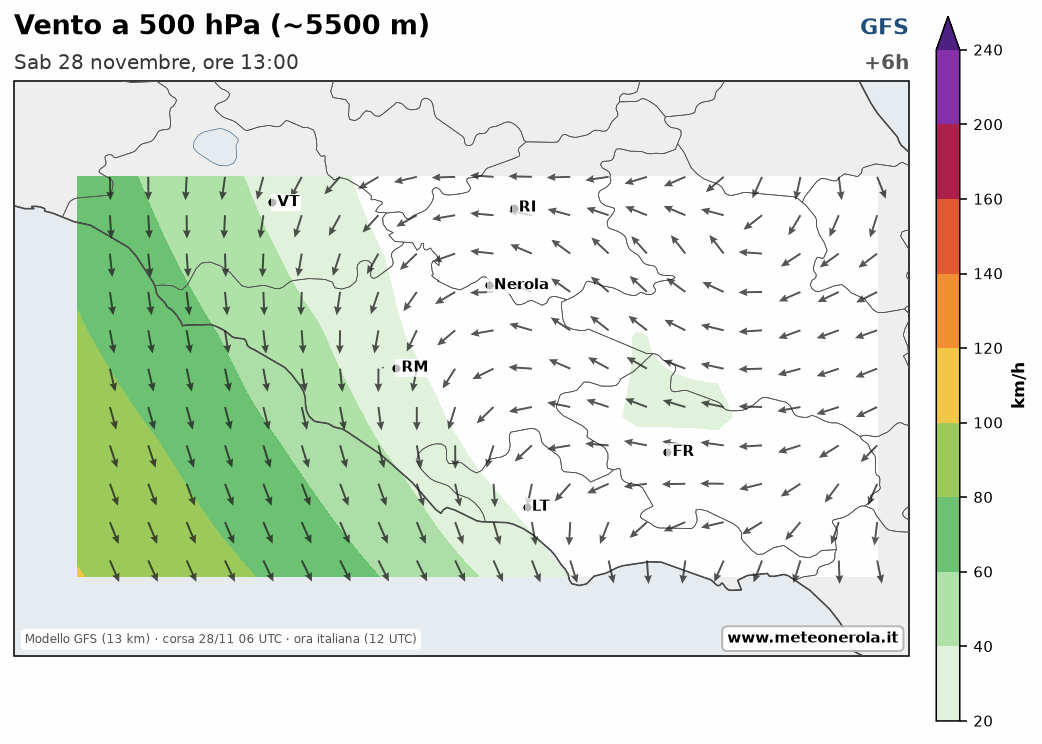 Vento a 500 hPa (~5500 m)
GFS
Sab 28 novembre, ore 13:00
+6h
240
200
160
140
120
100
80
60
40
20
km/h
VT
RI
Nerola
RM
FR
LT
Modello GFS (13 km) · corsa 28/11 06 UTC · ora italiana (12 UTC)
www.meteonerola.it